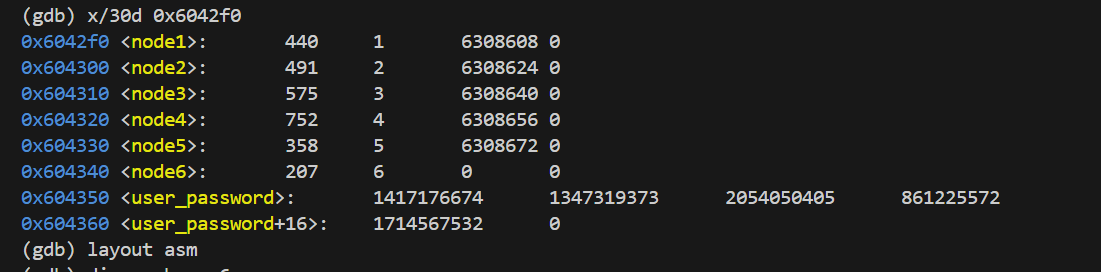 (gdb) x/30d 0x6042f0
0x6042f0 <node1>: 440 1 6308608 0
0x604300 <node2>: 491 2 6308624 0
0x604310 <node3>: 575 3 6308640 0
0x604320 <node4>: 752 4 6308656 0
0x604330 <node5>: 358 5 6308672 0
0x604340 <node6>: 207 6 0 0
0x604350 <user_password>: 1417176674 1347319373 2054050405 861225572
0x604360 <user_password+16>: 1714567532 0
(gdb) layout asm